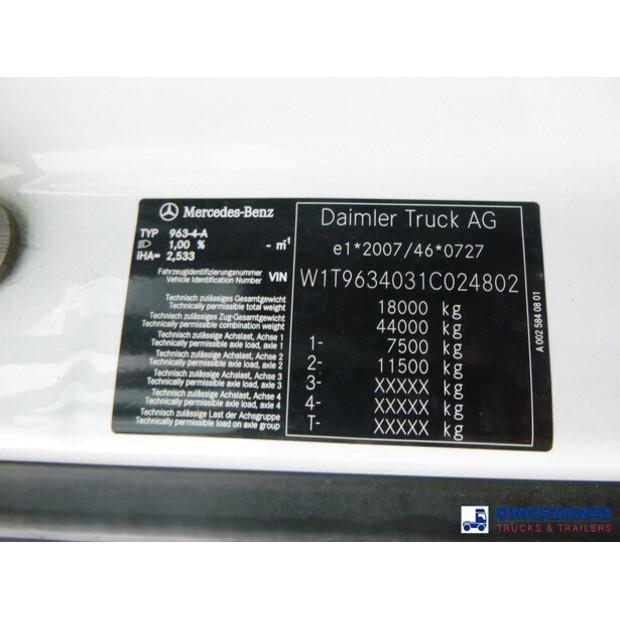 Mercedes-Benz
TYP 963-4-A
1,00 % - m⁻¹
IHA= 2,533
Fahrzeugidentifizierungsnummer
Vehicle Identification Number VIN
Technisch zulässiges Gesamtgewicht
Technically permissible total weight
Technisch zulässiges Zug-Gesamtgewicht
Technically permissible combination weight
Technisch zulässige Achslast, Achse 1
Technically permissible axle load, axle 1
Technisch zulässige Achslast, Achse 2
Technically permissible axle load, axle 2
Technisch zulässige Achslast, Achse 3
Technically permissible axle load, axle 3
Technisch zulässige Achslast, Achse 4
Technically permissible axle load, axle 4
Technisch zulässige Last der Achsgruppe
Technically permissible load on axle group
Daimler Truck AG
e1*2007/46*0727
W1T9634031C024802
18000 kg
44000 kg
1- 7500 kg
2- 11500 kg
3- XXXXX kg
4- XXXXX kg
T- XXXXX kg
A 002 584 08 01
DINGEMANSE
TRUCKS & TRAILERS